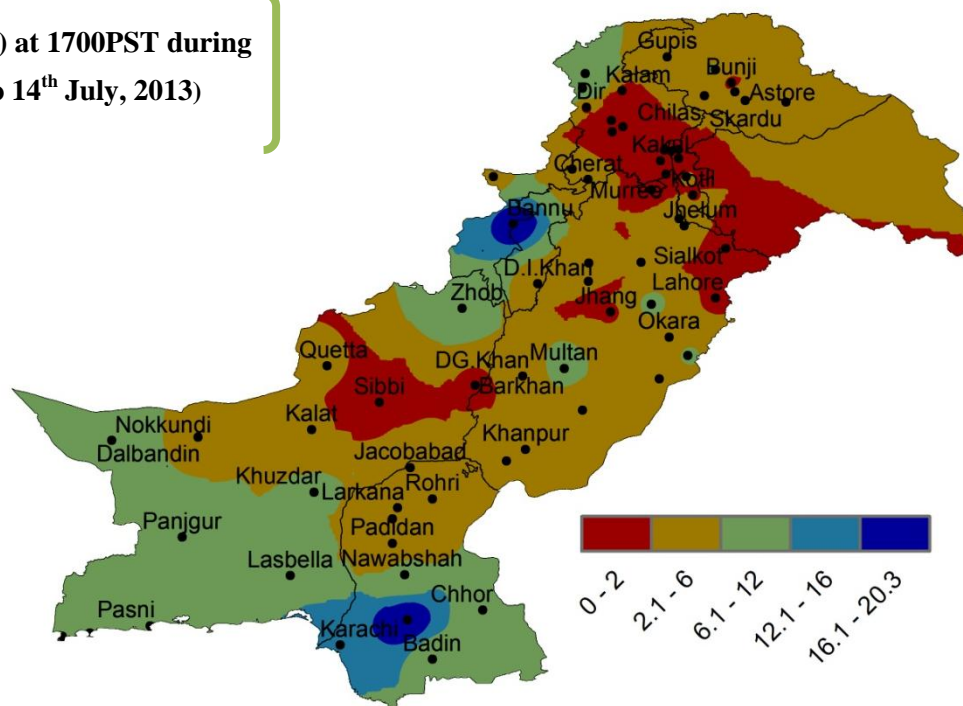 ) at 1700PST during
14th July, 2013)
Gupis
Bunji
Kalam
Dir
Astore
Chilas
Skardu
Cherat
Murree
Kotli
Bannu
Jhelum
D.I.Khan
Sialkot
Lahore
Zhob
Jhang
Okara
Quetta
DG.Khan
Multan
Sibbi
Barkhan
Kalat
Nokkundi
Khanpur
Dalbandin
Jacobabad
Khuzdar
Rohri
Larkana
Panjgur
Padidan
Nawabshah
Lasbella
Chhor
Pasni
Karachi
Badin
0 - 2
2.1 - 6
6.1 - 12
12.1 - 16
16.1 - 20.3